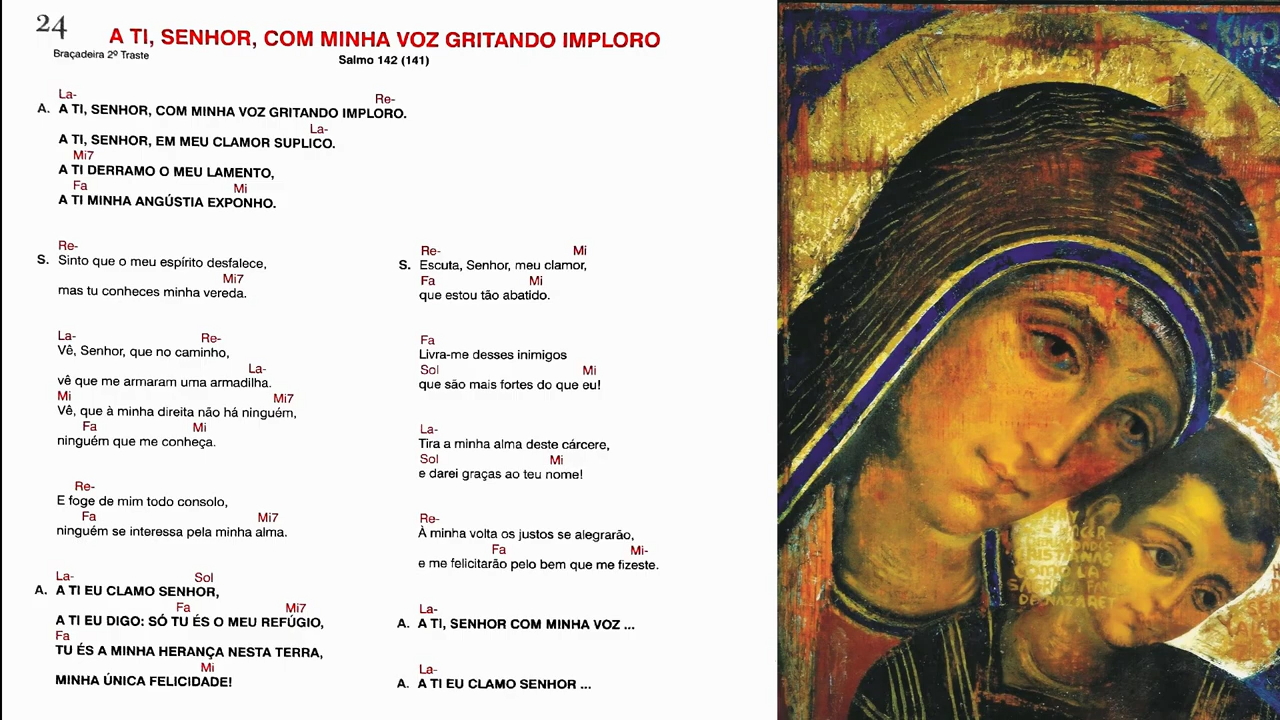 24
A TI, SENHOR, COM MINHA VOZ GRITANDO IMPLORO
Braçadeira 2º Traste
Salmo 142 (141)
La- Re-
A. A TI, SENHOR, COM MINHA VOZ GRITANDO IMPLORO.
La-
A TI, SENHOR, EM MEU CLAMOR SUPLICO.
Mi7
A TI DERRAMO O MEU LAMENTO,
Fa Mi
A TI MINHA ANGÚSTIA EXPONHO.
Re-
S. Sinto que o meu espírito desfalece,
Mi7
mas tu conheces minha vereda.
La- Re-
Vê, Senhor, que no caminho,
La-
vê que me armaram uma armadilha.
Mi Mi7
Vê, que à minha direita não há ninguém,
Fa Mi
ninguém que me conheça.
Re-
E foge de mim todo consolo,
Fa Mi7
ninguém se interessa pela minha alma.
La- Sol
A. A TI EU CLAMO SENHOR,
Fa Mi7
A TI EU DIGO: SÓ TU ÉS O MEU REFÚGIO,
Fa
TU ÉS A MINHA HERANÇA NESTA TERRA,
Mi
MINHA ÚNICA FELICIDADE!
Re- Mi
S. Escuta, Senhor, meu clamor,
Fa Mi
que estou tão abatido.
Fa
Livra-me desses inimigos
Sol Mi
que são mais fortes do que eu!
La-
Tira a minha alma deste cárcere,
Sol Mi
e darei graças ao teu nome!
Re-
À minha volta os justos se alegrarão,
Fa Mi-
e me felicitarão pelo bem que me fizeste.
La-
A. A TI, SENHOR COM MINHA VOZ ...
La-
A. A TI EU CLAMO SENHOR ...
MARIA
HAY
CRISTIANAS
COMO LA
SAGRADA FA
DE NAZARET